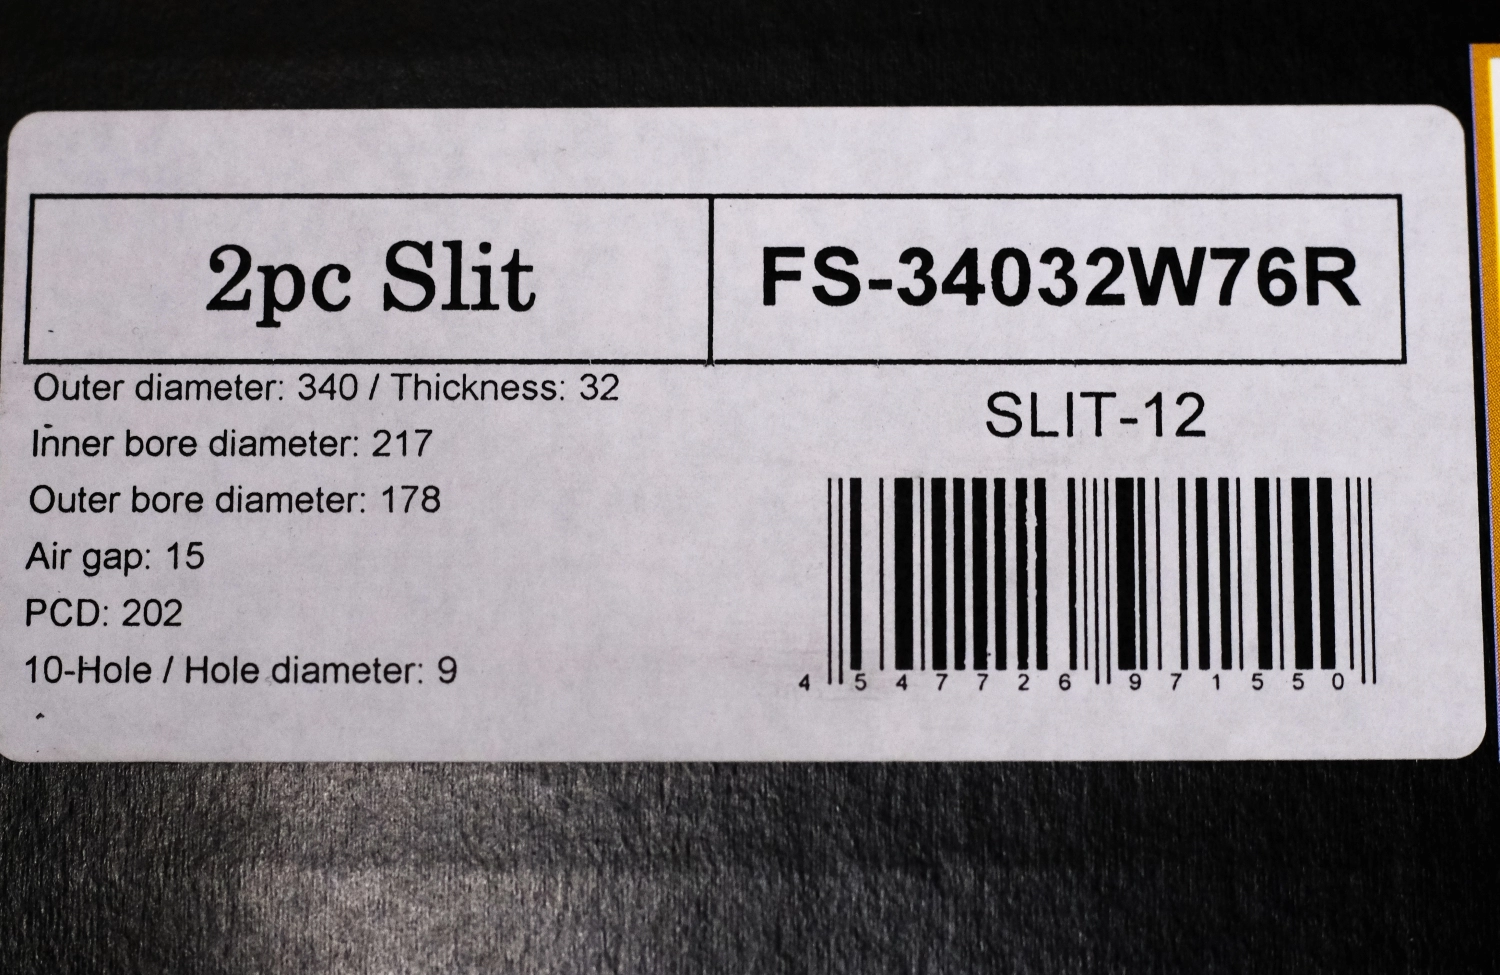 2pc Slit
FS-34032W76R
Outer diameter: 340 / Thickness: 32
Inner bore diameter: 217
Outer bore diameter: 178
Air gap: 15
PCD: 202
10-Hole / Hole diameter: 9
SLIT-12
4 547726 971550